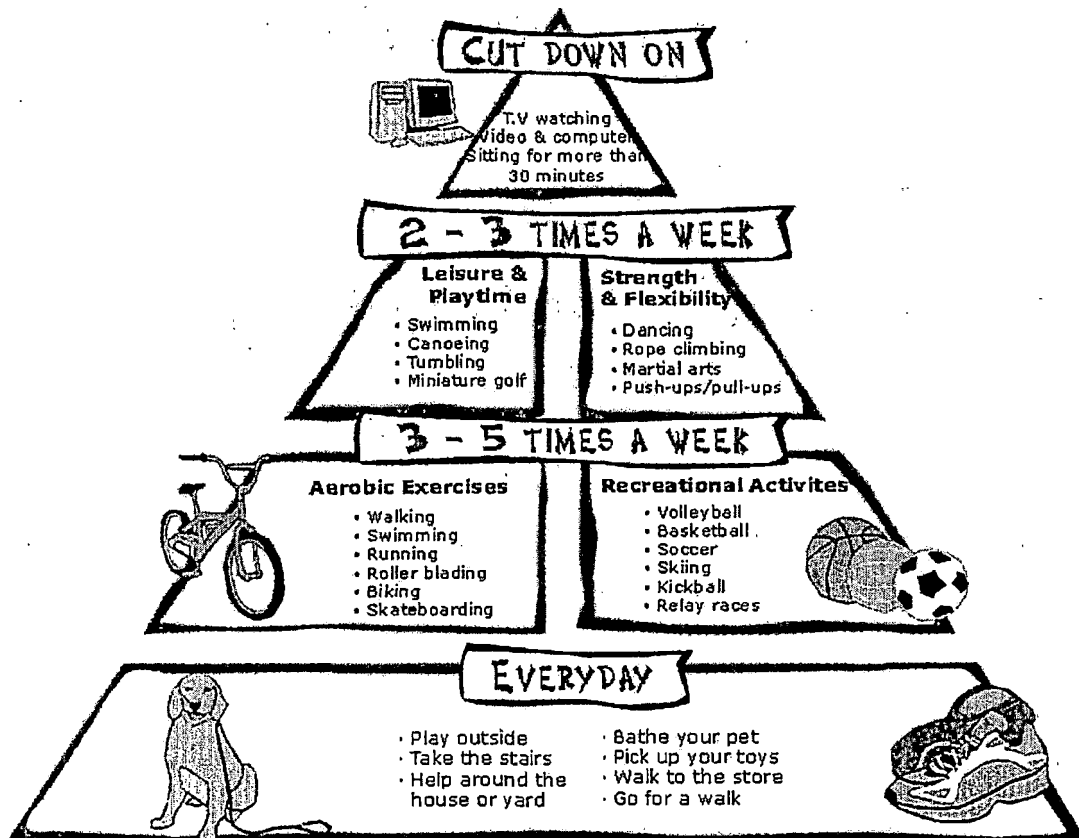 CUT DOWN ON
T.V watching
Video & computer
Sitting for more than
30 minutes
2 - 3 TIMES A WEEK
Leisure &
Playtime
• Swimming
• Canoeing
• Tumbling
• Miniature golf
Strength
& Flexibility
• Dancing
• Rope climbing
• Martial arts
• Push-ups/pull-ups
3 - 5 TIMES A WEEK
Aerobic Exercises
• Walking
• Swimming
• Running
• Roller blading
• Biking
• Skateboarding
Recreational Activites
• Volleyball
• Basketball
• Soccer
• Skiing
• Kickball
• Relay races
EVERYDAY
· Play outside
· Take the stairs
· Help around the
house or yard
· Bathe your pet
· Pick up your toys
· Walk to the store
· Go for a walk